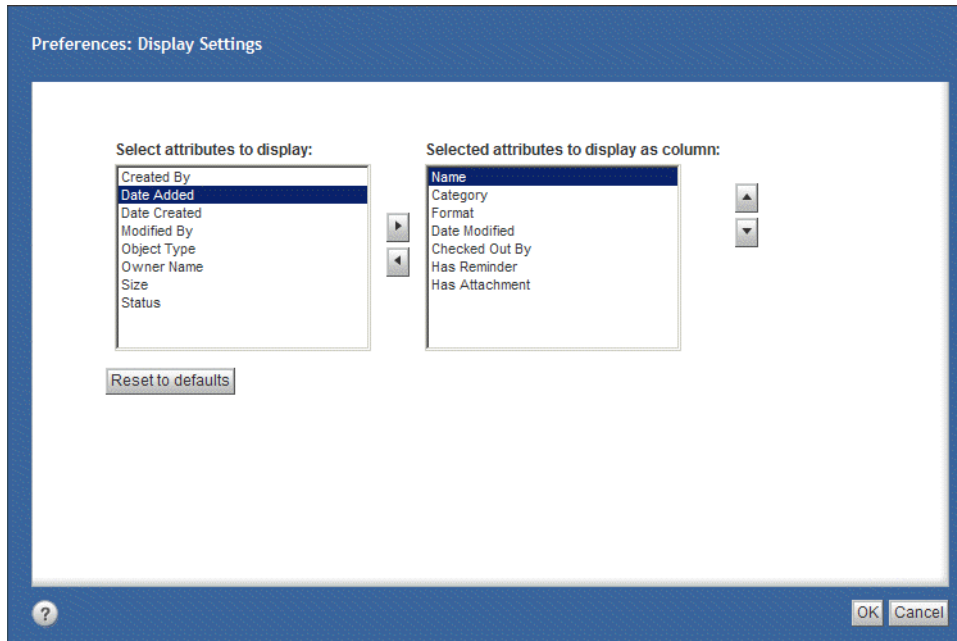 Preferences: Display Settings
Select attributes to display:
Created By
Date Added
Date Created
Modified By
Object Type
Owner Name
Size
Status
Selected attributes to display as column:
Name
Category
Format
Date Modified
Checked Out By
Has Reminder
Has Attachment
Reset to defaults
?
OK
Cancel